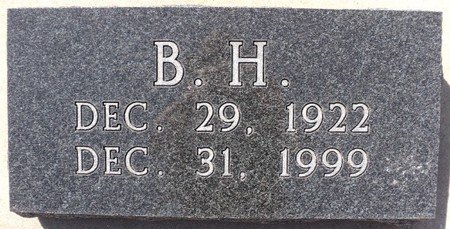 B. H.
DEC. 29, 1922
DEC. 31, 1999